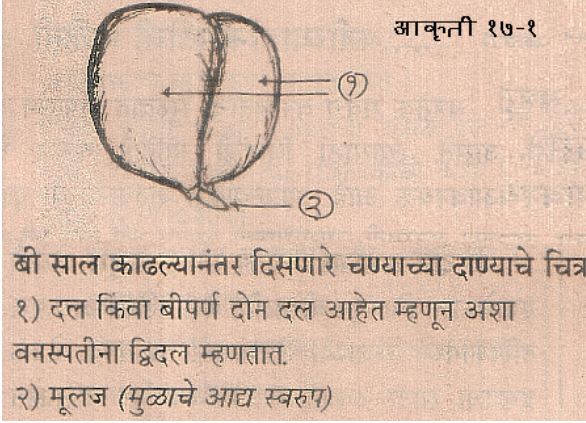 आकृती १७-१
१
२
बी साल काढल्यानंतर दिसणारे चण्याच्या दाण्याचे चित्र
१) दल किंवा बीपर्ण दोन दल आहेत म्हणून अशा
वनस्पतीना द्विदल म्हणतात.
२) मूलज (मुळाचे आद्य स्वरुप)